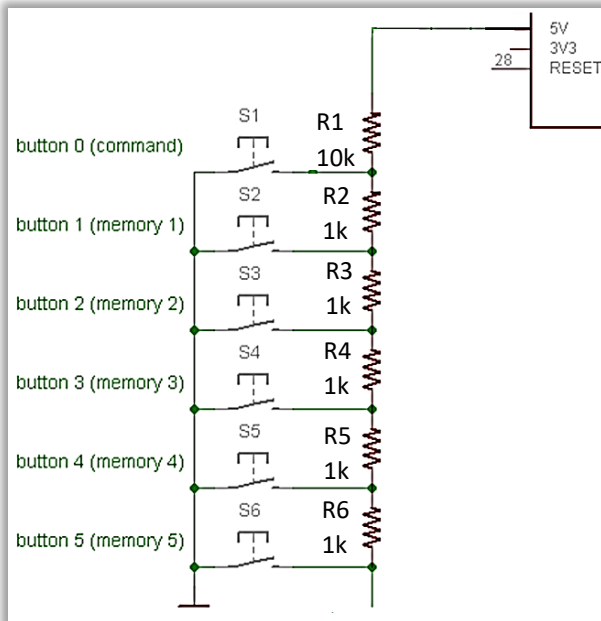 5V
3V3
28
RESET
S1
R1
button 0 (command)
10k
S2
R2
button 1 (memory 1)
1k
S3
R3
button 2 (memory 2)
1k
S4
R4
button 3 (memory 3)
1k
S5
R5
button 4 (memory 4)
1k
S6
R6
button 5 (memory 5)
1k